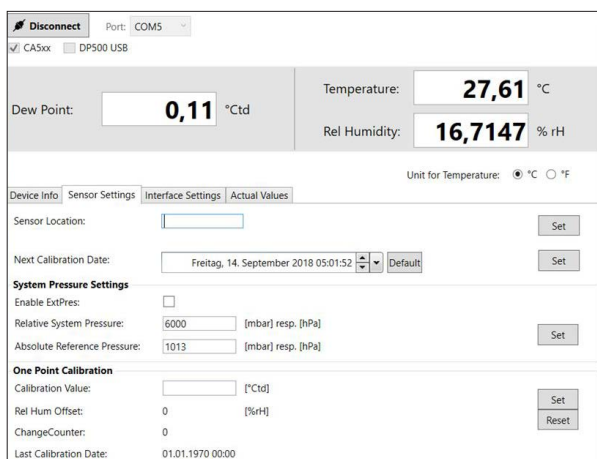 Disconnect Port: COM5
CA5xx DP500 USB
Temperature: 27,61 °C
Dew Point: 0,11 °Ctd
Rel Humidity: 16,7147 % rH
Unit for Temperature: °C °F
Device Info Sensor Settings Interface Settings Actual Values
Sensor Location: Set
Next Calibration Date: Freitag, 14. September 2018 05:01:52 Default Set
System Pressure Settings
Enable ExtPres:
Relative System Pressure: 6000 [mbar] resp. [hPa]
Set
Absolute Reference Pressure: 1013 [mbar] resp. [hPa]
One Point Calibration
Calibration Value: [°Ctd]
Set
Rel Hum Offset: 0 [%rH]
Reset
ChangeCounter: 0
Last Calibration Date: 01.01.1970 00:00